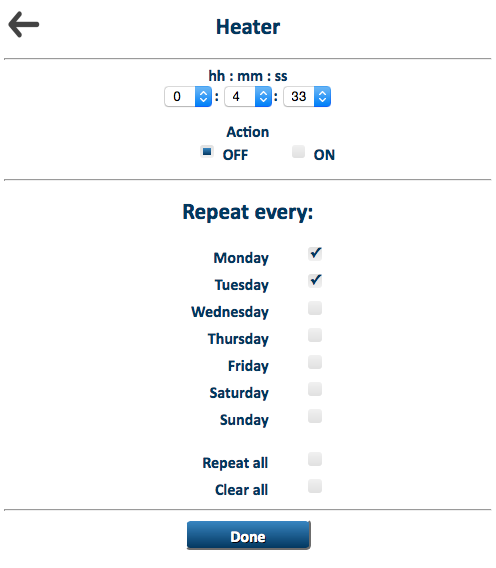 Heater
hh : mm : ss
0 : 4 : 33
Action
OFF ON
Repeat every:
Monday
Tuesday
Wednesday
Thursday
Friday
Saturday
Sunday
Repeat all
Clear all
Done